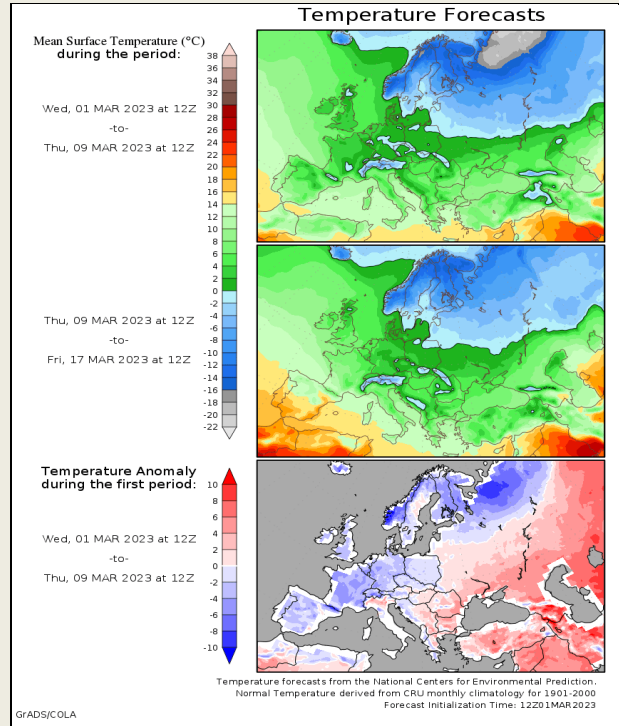 Temperature Forecasts
Mean Surface Temperature (°C)
during the period:
38
36
34
32
30
28
26
24
22
20
18
16
14
12
10
8
6
4
2
0
-2
-4
-6
-8
-10
-12
-14
-16
-18
-20
-22
Wed, 01 MAR 2023 at 12Z
-to-
Thu, 09 MAR 2023 at 12Z
Thu, 09 MAR 2023 at 12Z
-to-
Fri, 17 MAR 2023 at 12Z
Temperature Anomaly
during the first period:
10
8
6
4
2
0
-2
-4
-6
-8
-10
Wed, 01 MAR 2023 at 12Z
-to-
Thu, 09 MAR 2023 at 12Z
Temperature forecasts from the National Centers for Environmental Prediction.
Normal Temperature derived from CRU monthly climatology for 1901-2000
Forecast Initialization Time: 12Z01MAR2023
GrADS/COLA